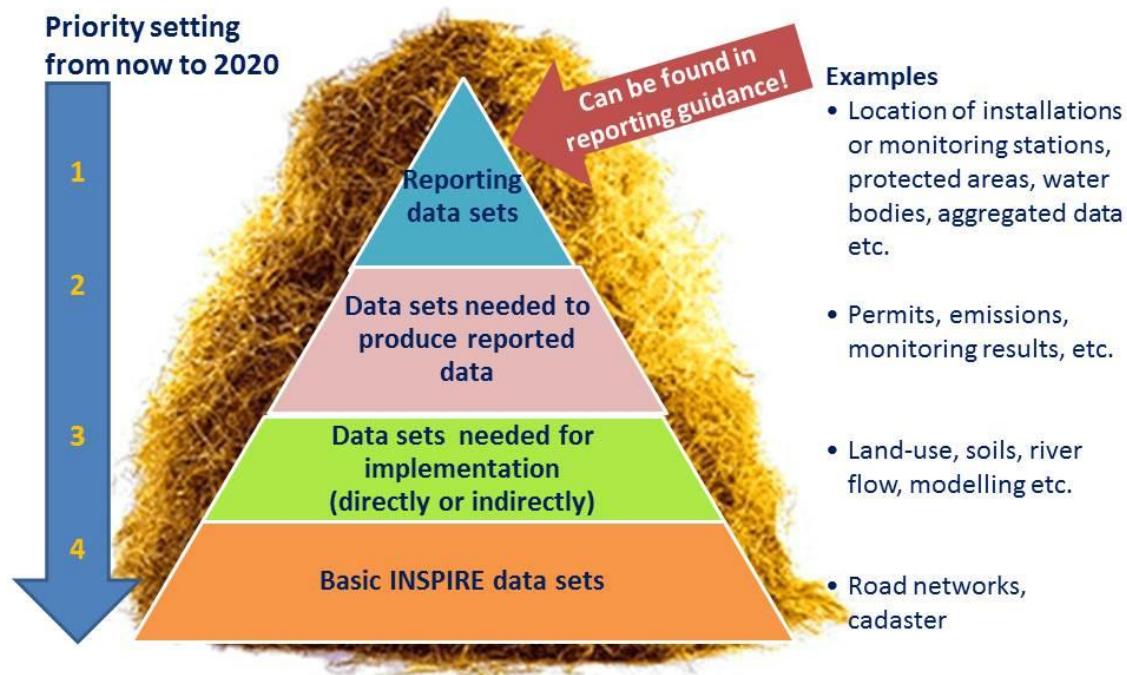 Priority setting
from now to 2020
1
2
3
4
Can be found in
reporting guidance!
Reporting
data sets
Data sets needed to
produce reported
data
Data sets needed for
implementation
(directly or indirectly)
Basic INSPIRE data sets
Examples
• Location of installations
or monitoring stations,
protected areas, water
bodies, aggregated data
etc.
• Permits, emissions,
monitoring results, etc.
• Land-use, soils, river
flow, modelling etc.
• Road networks,
cadaster